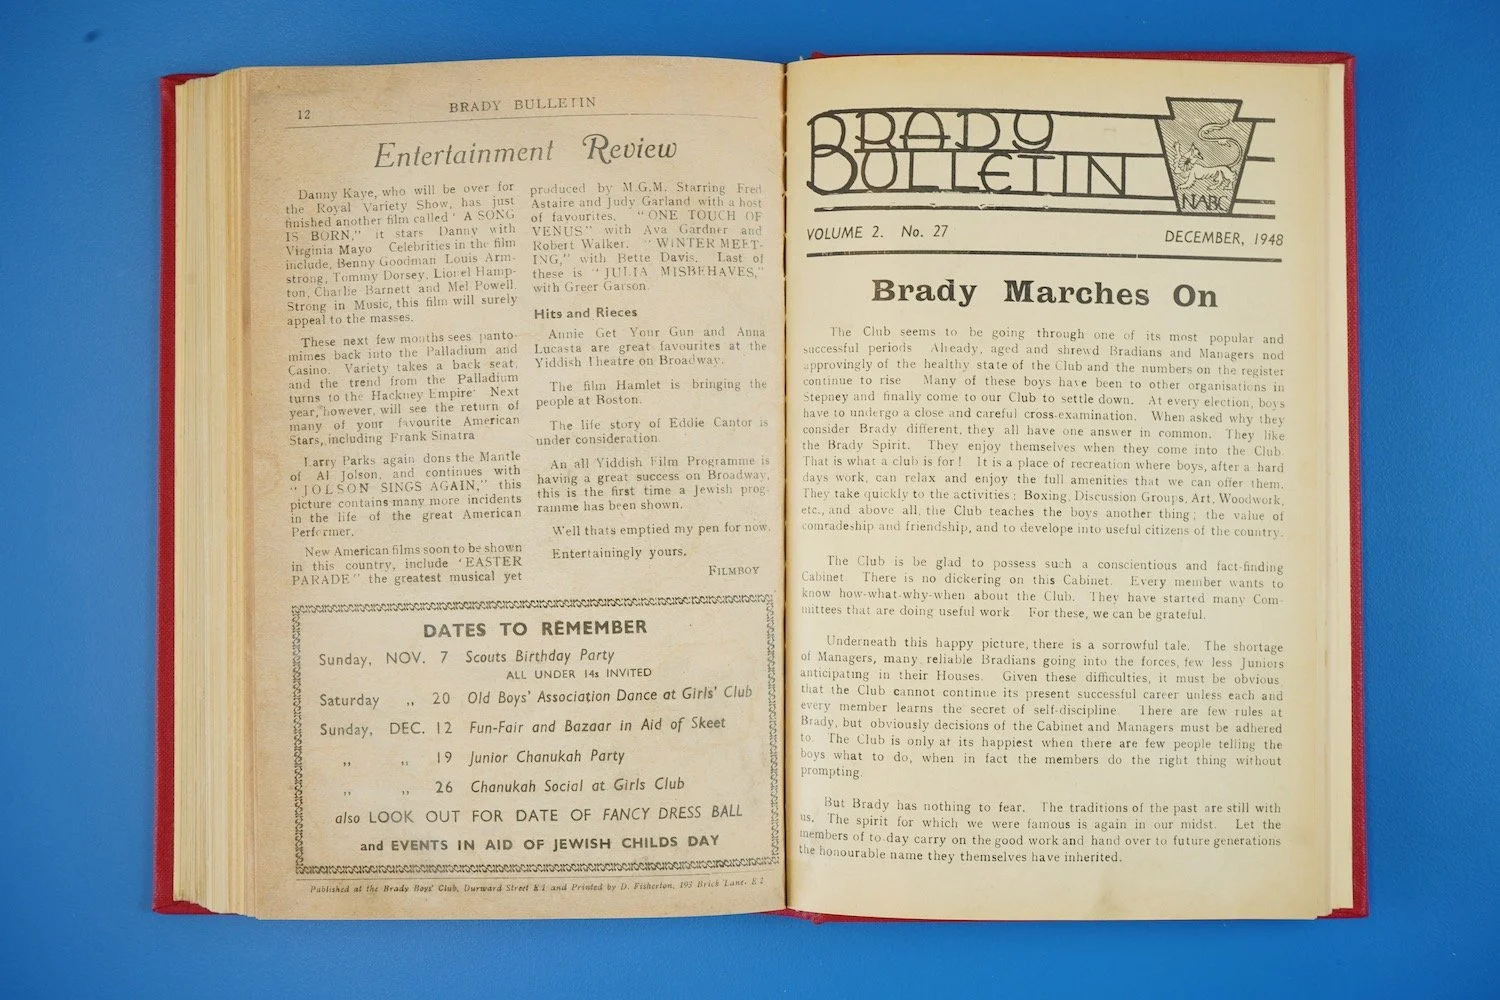 12
BRADY BULLETIN
Entertainment Review
Danny Kaye, who will be over for
the Royal Variety Show, has just
finished another film called ' A SONG
IS BORN," it stars Danny with
Virginia Mayo Celebrities in the film
include, Benny Goodman Louis Arm-
strong, Tommy Dorsey, Lionel Hamp-
ton, Charlie Barnett and Mel Powell.
Strong in Music, this film will surely
appeal to the masses.
These next few months sees panto-
mimes back into the Palladium and
Casino. Variety takes a back seat,
and the trend from the Palladium
turns to the Hackney Empire' Next
year, however, will see the return of
many of your favourite American
Stars, including Frank Sinatra
Larry Parks again dons the Mantle
of Al Jolson, and continues with
"JOLSON SINGS AGAIN," this
picture contains many more incidents
in the life of the great American
Performer.
New American films soon to be shown
in this country, include 'EASTER
PARADE" the greatest musical yet
produced by M.G.M. Starring Fred
Astaire and Judy Garland with a host
of favourites. "ONE TOUCH OF
VENUS" with Ava Gardner and
Robert Walker. "WINTER MEET-
ING," with Bette Davis. Last of
these is "JULIA MISBEHAVES,"
with Greer Garson.
Hits and Rieces
Annie Get Your Gun and Anna
Lucasta are great favourites at the
Yiddish Theatre on Broadway.
The film Hamlet is bringing the
people at Boston.
The life story of Eddie Cantor is
under consideration.
An all Yiddish Film Programme is
having a great success on Broadway,
this is the first time a Jewish prog-
ramme has been shown.
Well thats emptied my pen for now.
Entertainingly yours,
FILMBOY
DATES TO REMEMBER
Sunday, NOV. 7 Scouts Birthday Party
ALL UNDER 14s INVITED
Saturday ,, 20 Old Boys' Association Dance at Girls' Club
Sunday, DEC. 12 Fun-Fair and Bazaar in Aid of Skeet
,, ,, 19 Junior Chanukah Party
,, ,, 26 Chanukah Social at Girls Club
also LOOK OUT FOR DATE OF FANCY DRESS BALL
and EVENTS IN AID OF JEWISH CHILDS DAY
Published at the Brady Boys' Club, Durward Street E1 and Printed by D. Fisherton, 193 Brick Lane, E1
BRADY
BULLETIN
NABC
VOLUME 2. No. 27
DECEMBER, 1948
Brady Marches On
The Club seems to be going through one of its most popular and
successful periods Already, aged and shrewd Bradians and Managers nod
approvingly of the healthy state of the Club and the numbers on the register
continue to rise Many of these boys have been to other organisations in
Stepney and finally come to our Club to settle down. At every election, boys
have to undergo a close and careful cross-examination. When asked why they
consider Brady different, they all have one answer in common. They like
the Brady Spirit. They enjoy themselves when they come into the Club
That is what a club is for ! It is a place of recreation where boys, after a hard
days work, can relax and enjoy the full amenities that we can offer them.
They take quickly to the activities : Boxing, Discussion Groups, Art, Woodwork,
etc., and above all, the Club teaches the boys another thing ; the value of
comradeship and friendship, and to develope into useful citizens of the country.
The Club is be glad to possess such a conscientious and fact-finding
Cabinet There is no dickering on this Cabinet. Every member wants to
know how-what-why-when about the Club. They have started many Com-
mittees that are doing useful work For these, we can be grateful.
Underneath this happy picture, there is a sorrowful tale. The shortage
of Managers, many reliable Bradians going into the forces, few less Juniors
anticipating in their Houses. Given these difficulties, it must be obvious
that the Club cannot continue its present successful career unless each and
every member learns the secret of self-discipline There are few rules at
Brady, but obviously decisions of the Cabinet and Managers must be adhered
to. The Club is only at its happiest when there are few people telling the
boys what to do, when in fact the members do the right thing without
prompting.
But Brady has nothing to fear. The traditions of the past are still with
us. The spirit for which we were famous is again in our midst. Let the
members of to-day carry on the good work and hand over to future generations
the honourable name they themselves have inherited.